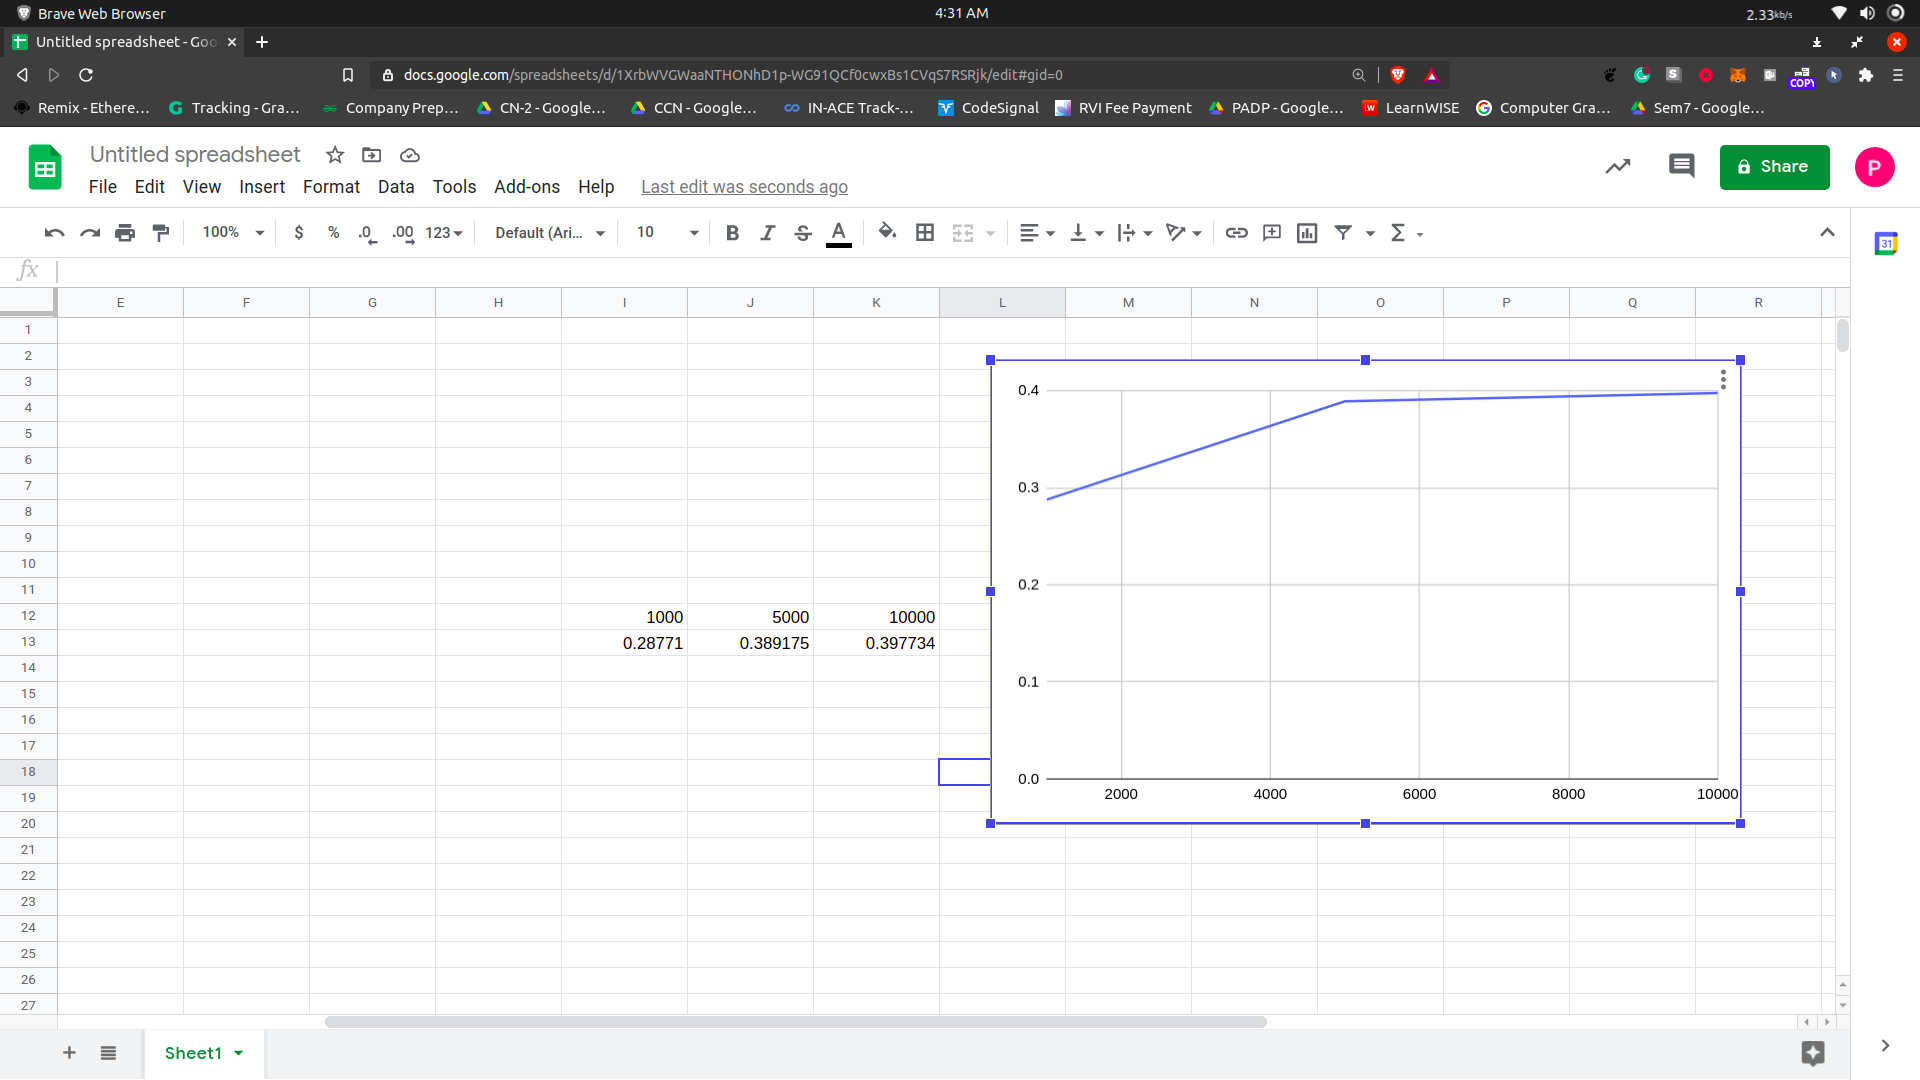 Brave Web Browser
4:31 AM
2.33kb/s
Untitled spreadsheet - Goo
docs.google.com/spreadsheets/d/1XrbWVGWaaNTHONhD1p-WG91QCf0cwxBs1CVqS7RSRjk/edit#gid=0
COPY
Remix - Ethere... Tracking - Gra... Company Prep... CN-2 - Google... CCN - Google... IN-ACE Track-... CodeSignal RVI Fee Payment PADP - Google... LearnWISE Computer Gra... Sem7 - Google...
Untitled spreadsheet
File Edit View Insert Format Data Tools Add-ons Help Last edit was seconds ago
Share
P
100% $ % .0 .00 123 Default (Ari... 10 B I S A Σ
31
fx
E F G H I J K L M N O P Q R
1
2
3
4
5
6
7
8
9
10
11
12 1000 5000 10000
13 0.28771 0.389175 0.397734
14
15
16
17
18
19
20
21
22
23
24
25
26
27
0.4
0.3
0.2
0.1
0.0
2000 4000 6000 8000 10000
Sheet1